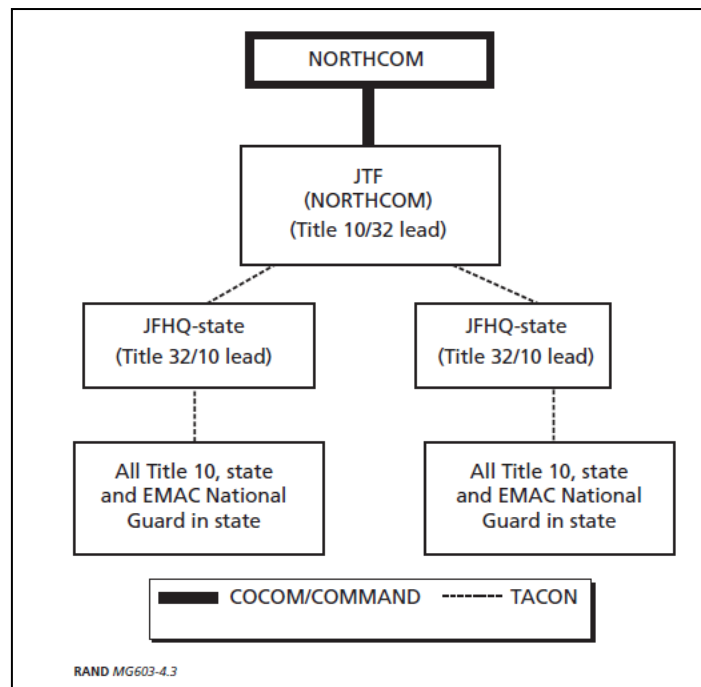 NORTHCOM
JTF
(NORTHCOM)
(Title 10/32 lead)
JFHQ-state
(Title 32/10 lead)
JFHQ-state
(Title 32/10 lead)
All Title 10, state
and EMAC National
Guard in state
All Title 10, state
and EMAC National
Guard in state
COCOM/COMMAND TACON
RAND MG603-4.3